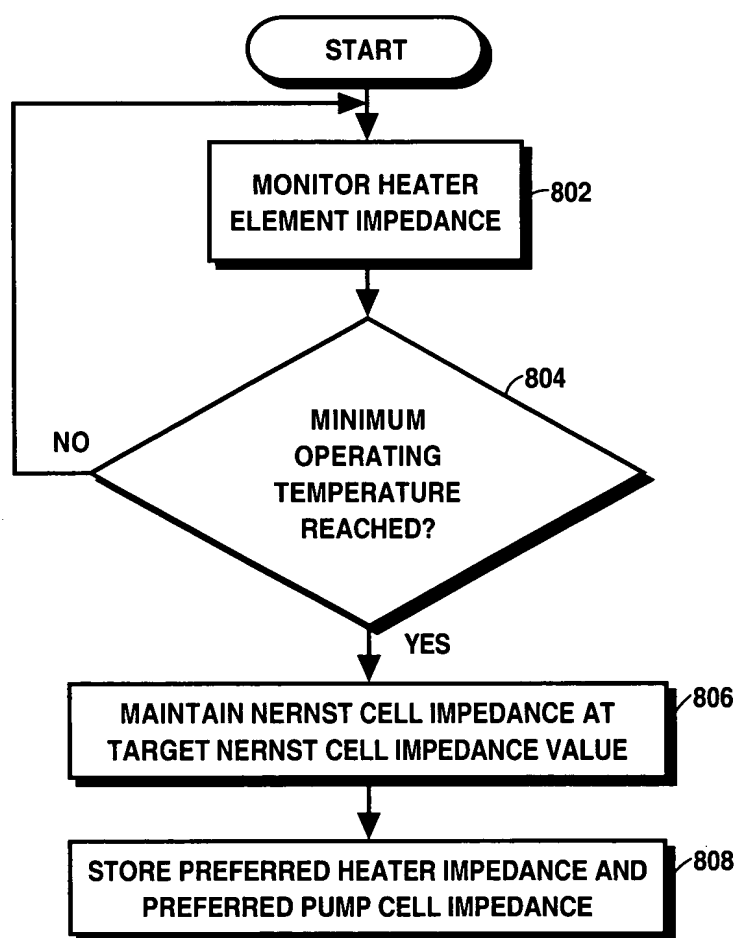 START
MONITOR HEATER
ELEMENT IMPEDANCE
802
804
MINIMUM
OPERATING
TEMPERATURE
REACHED?
NO
YES
MAINTAIN NERNST CELL IMPEDANCE AT
TARGET NERNST CELL IMPEDANCE VALUE
806
STORE PREFERRED HEATER IMPEDANCE AND
PREFERRED PUMP CELL IMPEDANCE
808